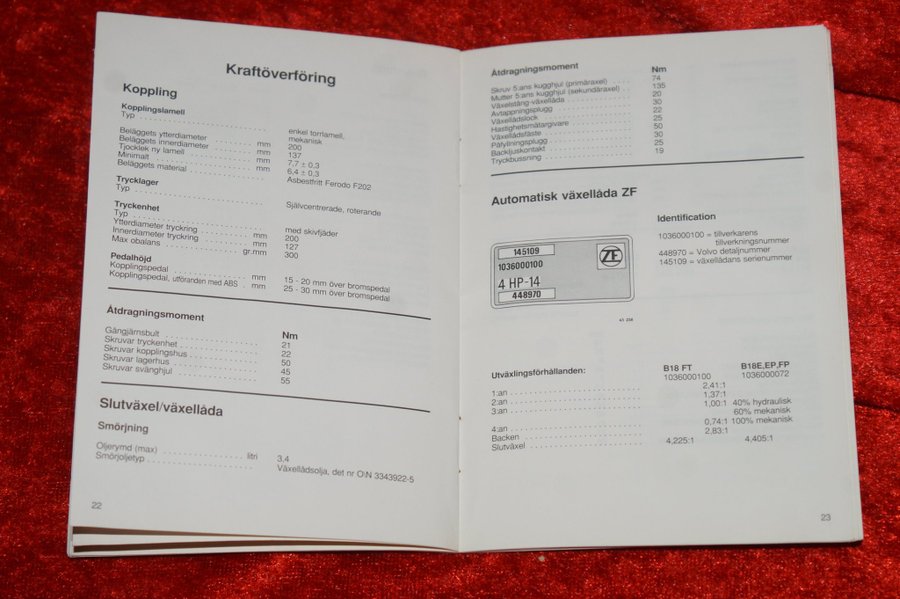 Kraftöverföring
Koppling
Kopplingslamell
Typ . . . . . . . . . . . . . . . . . . . . enkel torrlamell,
mekanisk
Beläggets ytterdiameter . . . . . . . mm 200
Beläggets innerdiameter . . . . . . . mm 137
Tjocklek ny lamell . . . . . . . . . . . mm 7,7 ± 0,3
Minimalt . . . . . . . . . . . . . . . . . . mm 6,4 ± 0,3
Beläggets material . . . . . . . . . . . Asbestfritt Ferodo F202
Trycklager
Typ . . . . . . . . . . . . . . . . . . . . Självcentrerade, roterande
Tryckenhet
Typ . . . . . . . . . . . . . . . . . . . . med skivfjäder
Ytterdiameter tryckring . . . . . . . mm 200
Innerdiameter tryckring . . . . . . . mm 127
Max obalans . . . . . . . . . . . . . . gr.mm 300
Pedalhöjd
Kopplingspedal . . . . . . . . . . . . mm 15 - 20 mm över bromspedal
Kopplingspedal, utföranden med ABS . mm 25 - 30 mm över bromspedal
Åtdragningsmoment
Nm
Gångjärnsbult . . . . . . . . . . . . . . 21
Skruvar tryckenhet . . . . . . . . . . . 22
Skruvar kopplingshus . . . . . . . . . 50
Skruvar lagerhus . . . . . . . . . . . . 45
Skruvar svänghjul . . . . . . . . . . . 55
Slutväxel/växellåda
Smörjning
Oljerymd (max) . . . . . . . . . . . . . litri 3,4
Smörjoljetyp . . . . . . . . . . . . . . . Växellådsolja, det nr O:N 3343922-5
22
Åtdragningsmoment Nm
Skruv 5:ans kugghjul (primäraxel) . . . . 74
Mutter 5:ans kugghjul (sekundäraxel) . . 135
Växelstång-växellåda . . . . . . . . . . . 20
Avtappningsplugg . . . . . . . . . . . . . 30
Växellådslock . . . . . . . . . . . . . . . 22
Hastighetsmätargivare . . . . . . . . . . 25
Växellådsfäste . . . . . . . . . . . . . . . 50
Påfyllningsplugg . . . . . . . . . . . . . . 30
Backljuskontakt . . . . . . . . . . . . . . 25
Tryckbussning . . . . . . . . . . . . . . . 19
Automatisk växellåda ZF
Identification
1036000100 = tillverkarens
tillverkningsnummer
448970 = Volvo detaljnummer
145109 = växellådans serienummer
145109
1036000100
4 HP-14
448970
ZF
Utväxlingsförhållanden: B18 FT B18E,EP,FP
1036000100 1036000072
1:an . . . . . . . . . . . . . . . . . . . . 2,41:1
2:an . . . . . . . . . . . . . . . . . . . . 1,37:1
3:an . . . . . . . . . . . . . . . . . . . . 1,00:1 40% hydraulisk
60% mekanisk
4:an . . . . . . . . . . . . . . . . . . . . 0,74:1 100% mekanisk
Backen . . . . . . . . . . . . . . . . . . 2,83:1
Slutväxel . . . . . . . . . . . . . . . . . 4,225:1 4,405:1
23